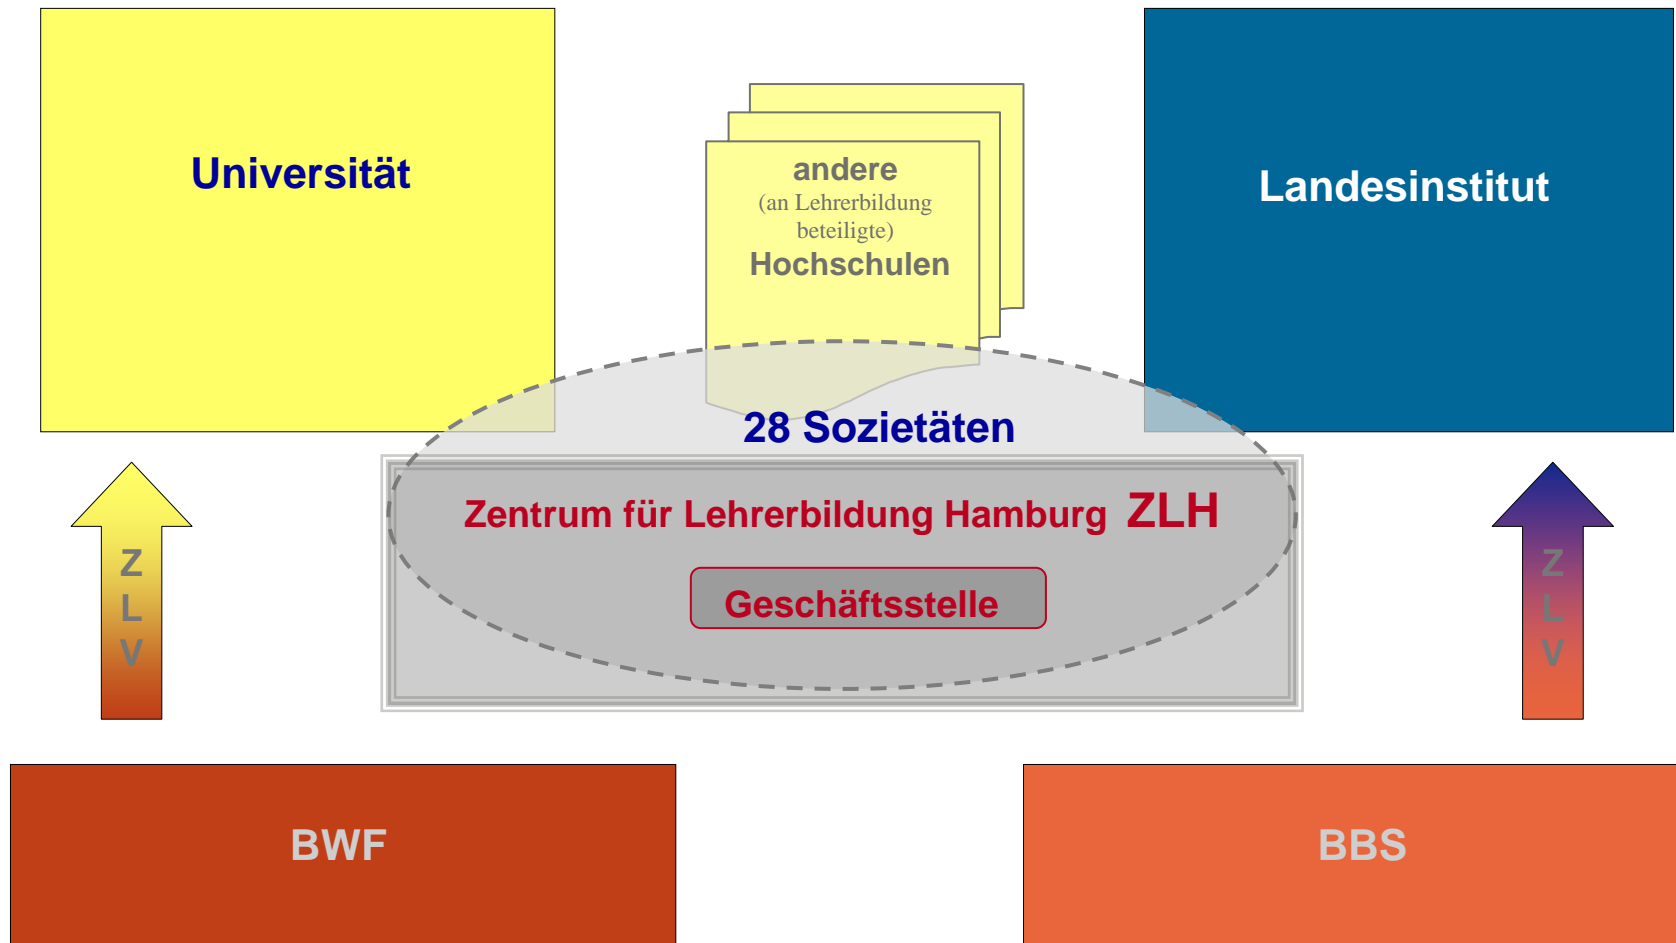 Universität
andere
(an Lehrerbildung
beteiligte)
Hochschulen
Landesinstitut
28 Sozietäten
Zentrum für Lehrerbildung Hamburg ZLH
Geschäftsstelle
Z
L
V
Z
L
V
BWF
BBS